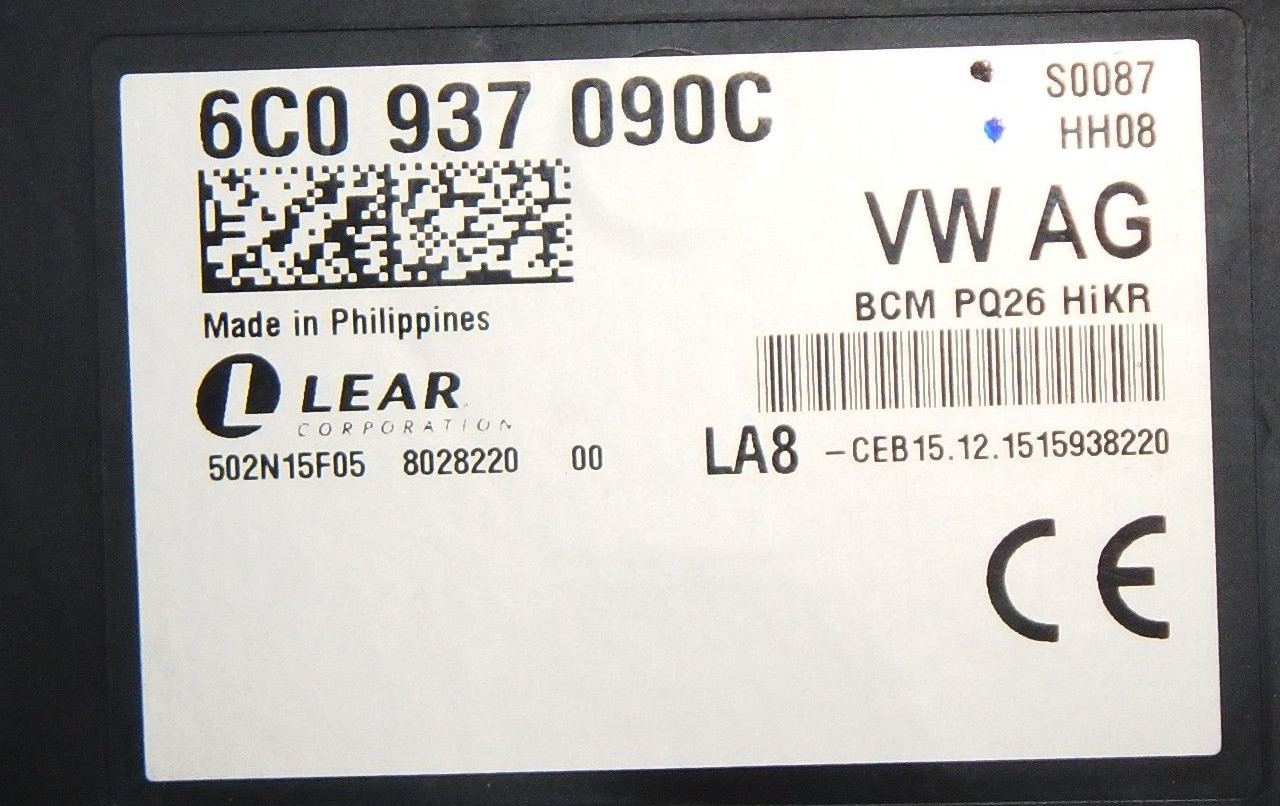 6C0 937 090C
S0087
HH08
VW AG
BCM PQ26 HiKR
Made in Philippines
L LEAR
CORPORATION
502N15F05 8028220 00
LA8 -CEB15.12.1515938220
CE